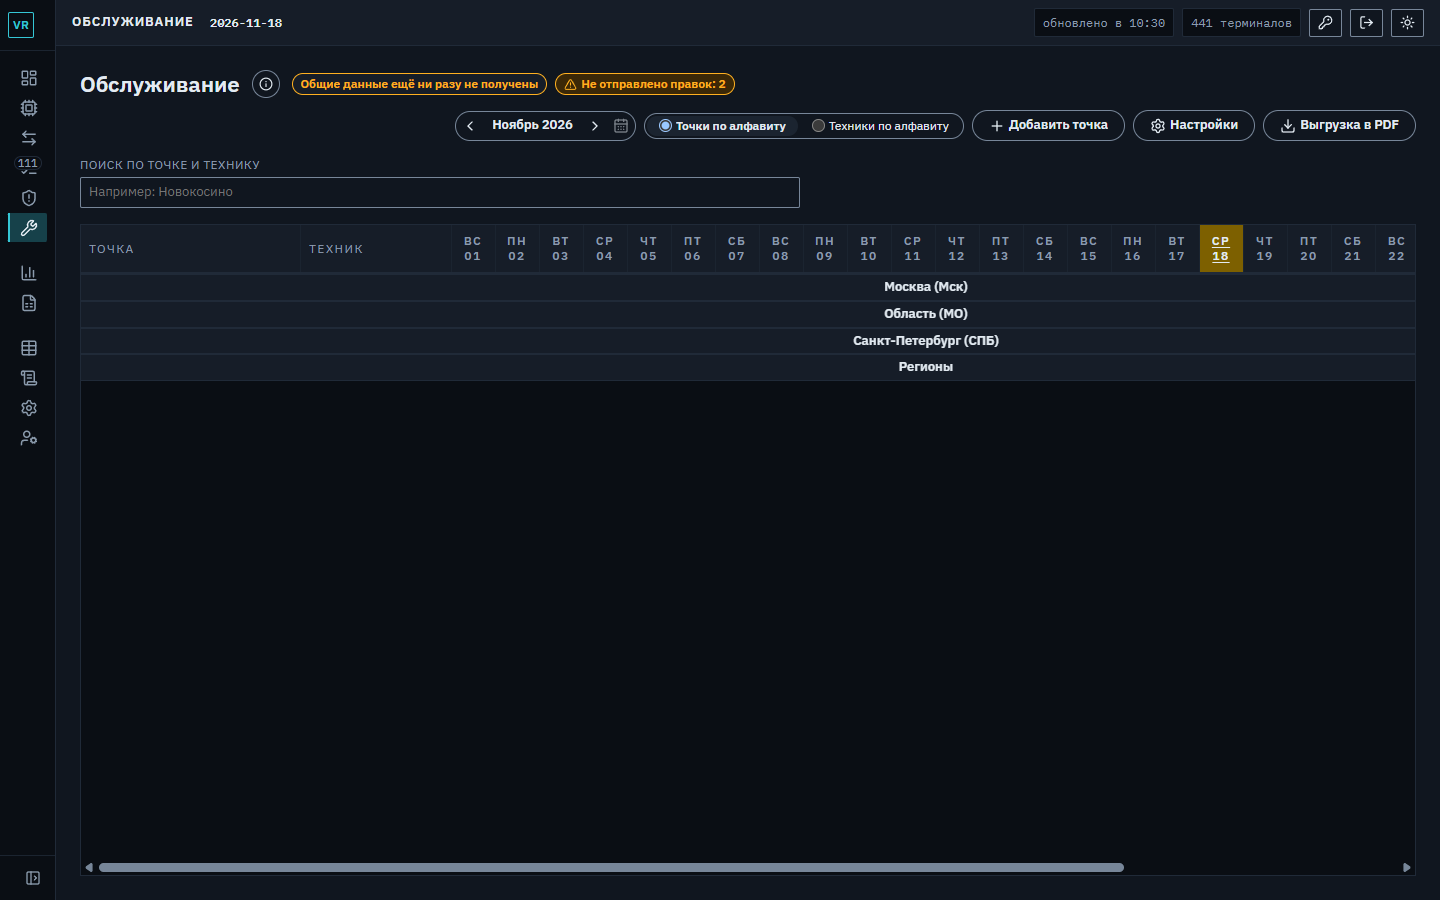 VR
ОБСЛУЖИВАНИЕ 2026-11-18
обновлено в 10:30
441 терминалов
Обслуживание
Общие данные ещё ни разу не получены
Не отправлено правок: 2
Ноябрь 2026
Точки по алфавиту
Техники по алфавиту
Добавить точка
Настройки
Выгрузка в PDF
111
ПОИСК ПО ТОЧКЕ И ТЕХНИКУ
Например: Новокосино
ТОЧКА ТЕХНИК
ВС ПН ВТ СР ЧТ ПТ СБ ВС ПН ВТ СР ЧТ ПТ СБ ВС ПН ВТ СР ЧТ ПТ СБ ВС
01 02 03 04 05 06 07 08 09 10 11 12 13 14 15 16 17 18 19 20 21 22
Москва (Мск)
Область (МО)
Санкт-Петербург (СПБ)
Регионы